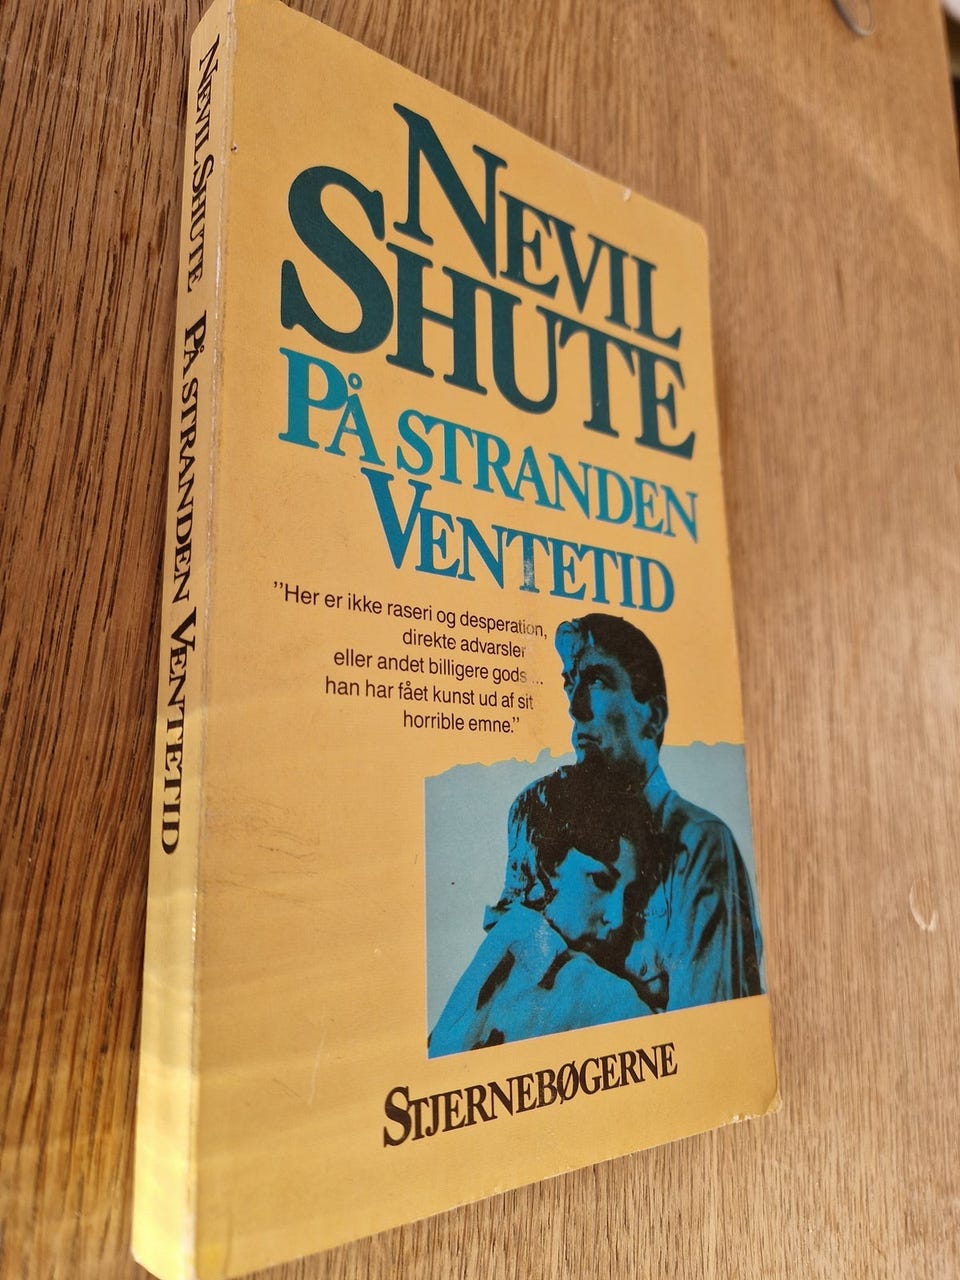 NEVIL SHUTE PÅ STRANDEN VENTETID
NEVIL
SHUTE
PÅ STRANDEN
VENTETID
"Her er ikke raseri og desperation,
direkte advarsler
eller andet billigere gods ...
han har fået kunst ud af sit
horrible emne."
STJERNEBØGERNE